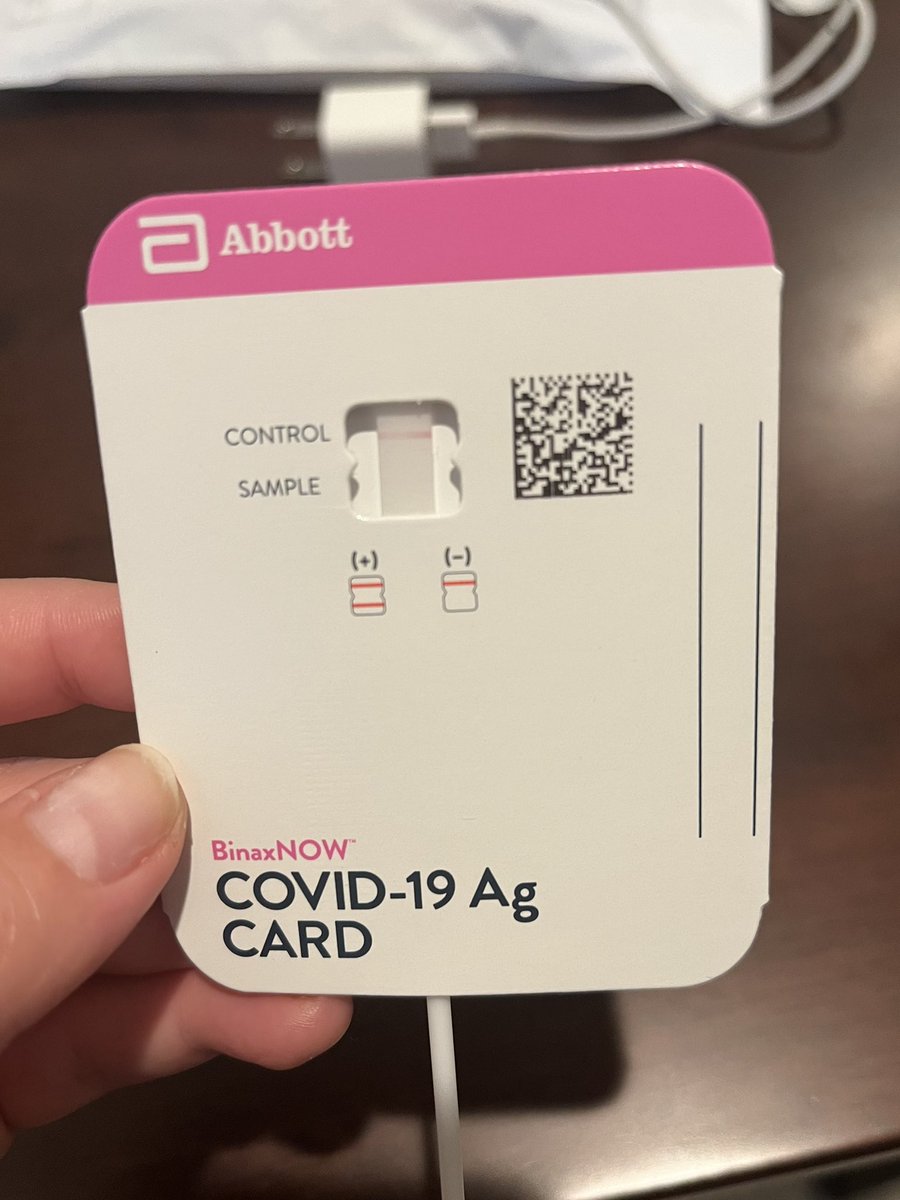 Abbott
CONTROL
SAMPLE
(+) (-)
BinaxNOW™
COVID-19 Ag
CARD